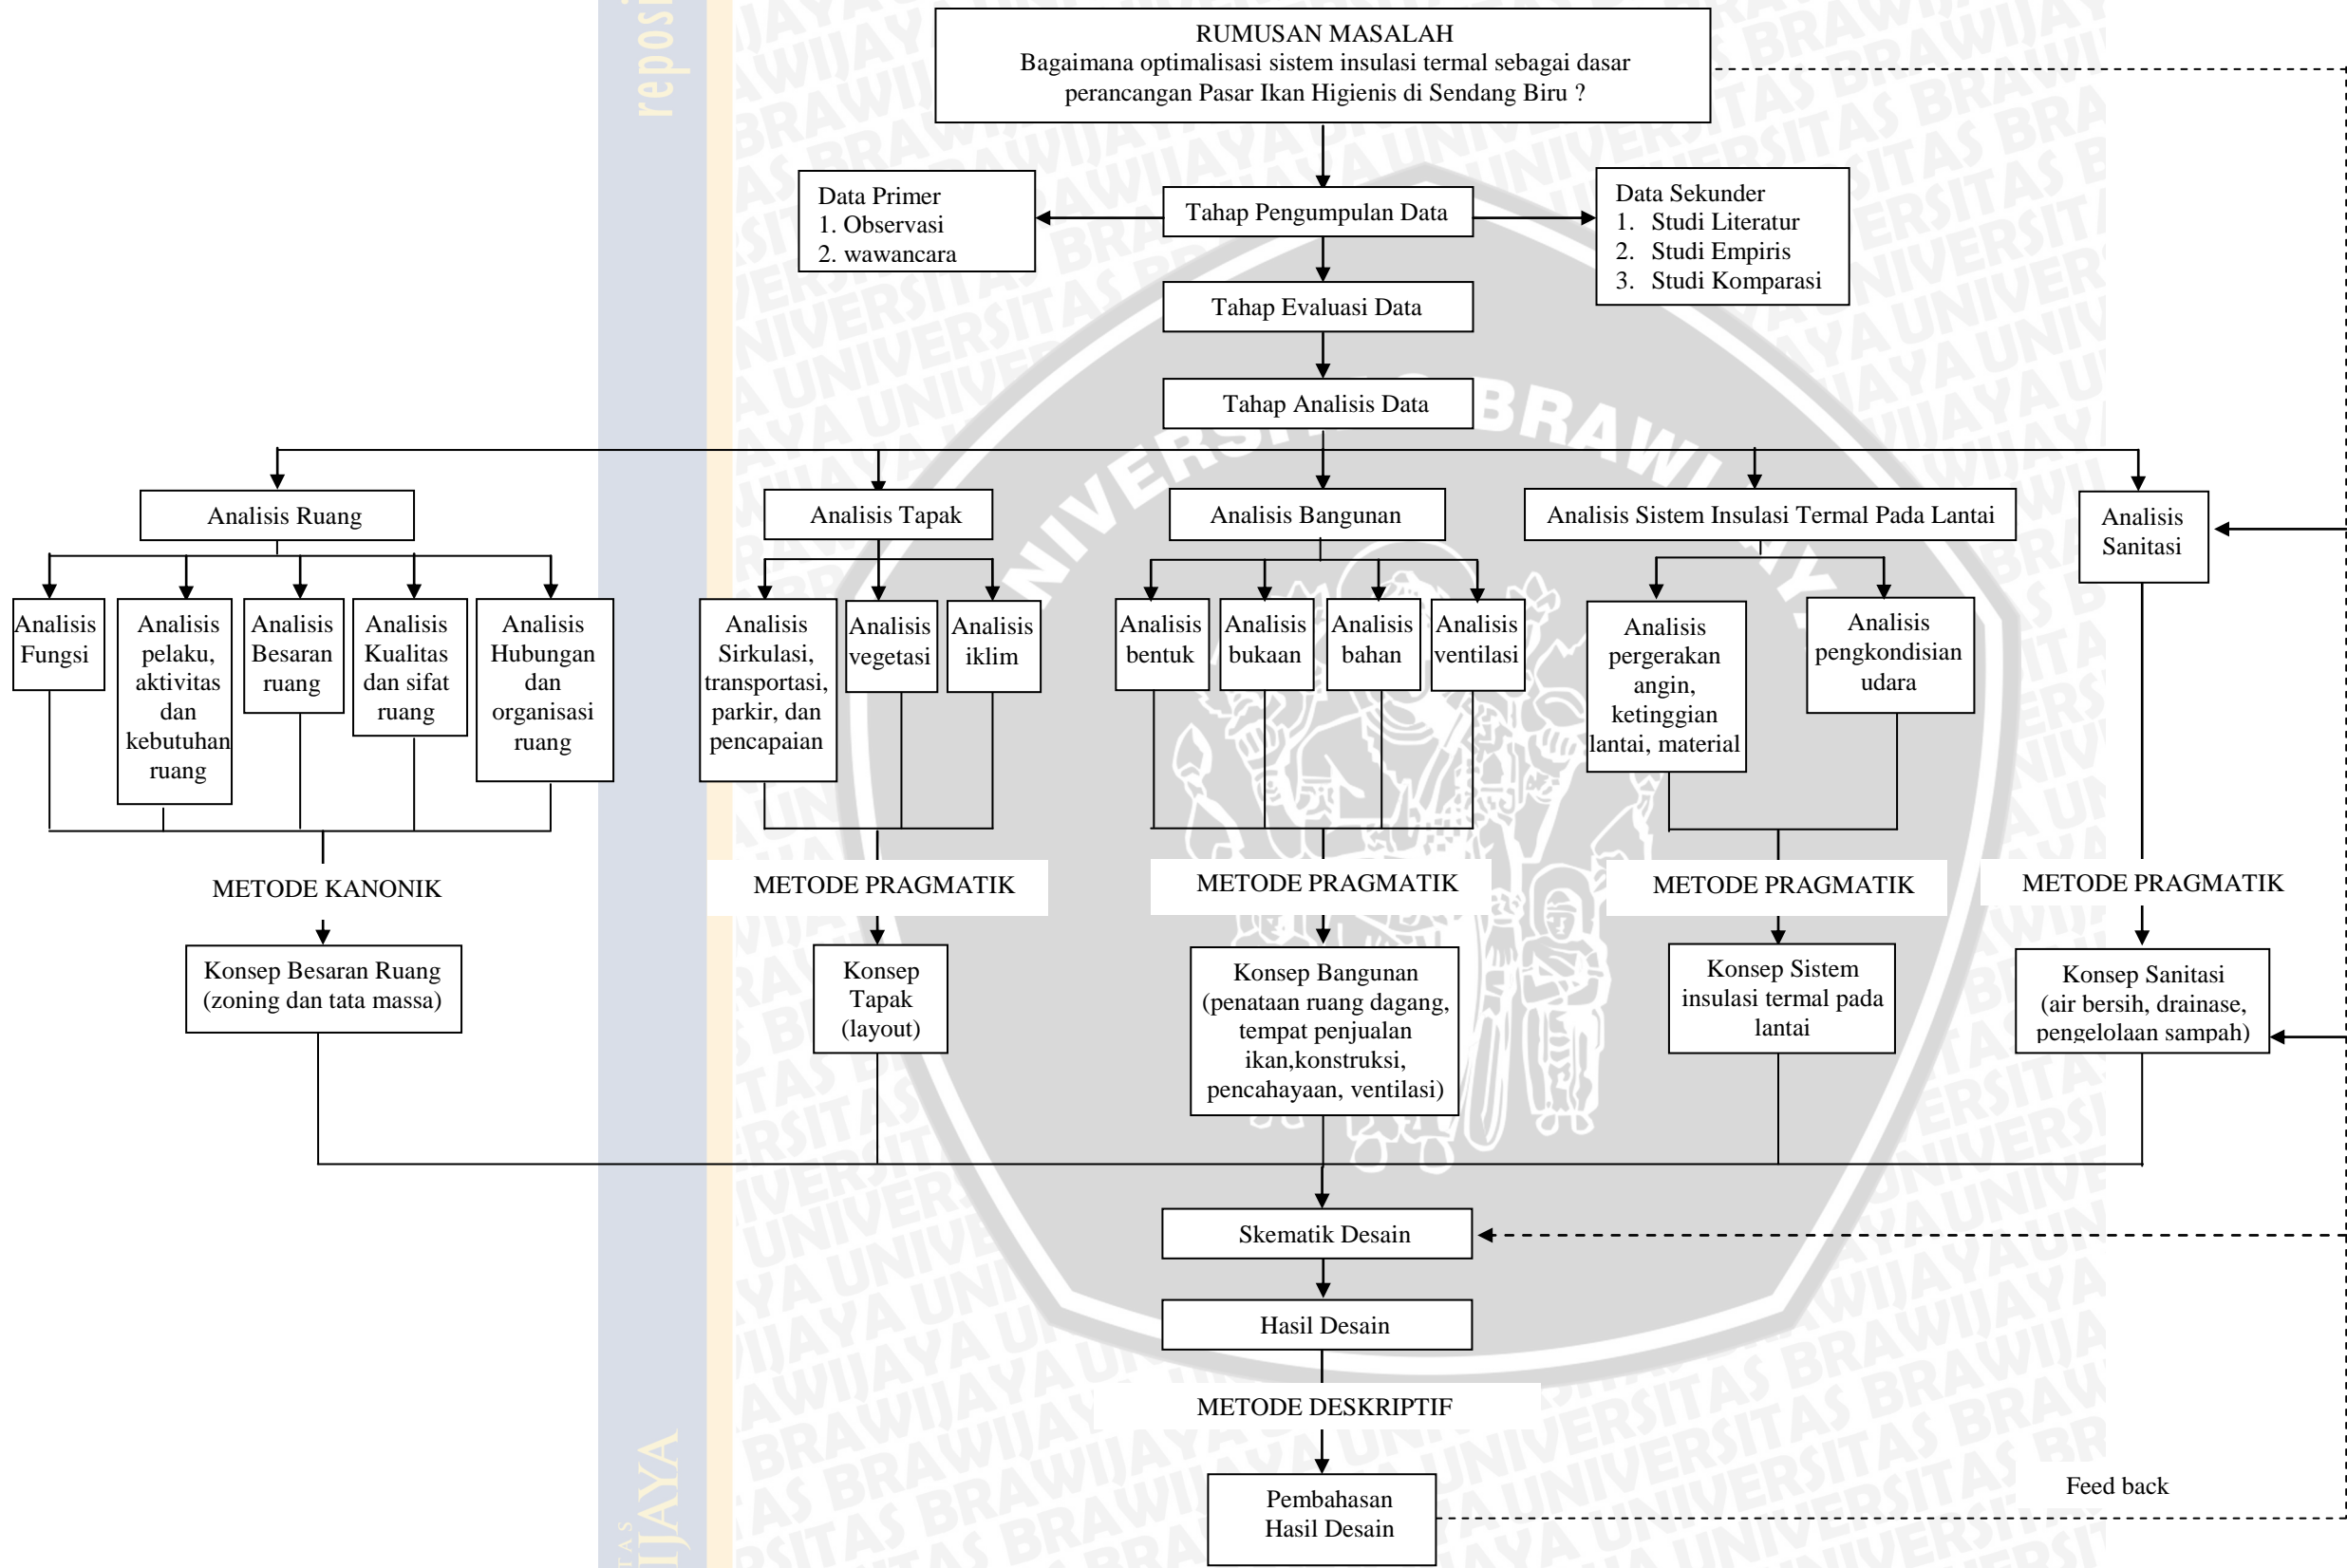 RUMUSAN MASALAH
Bagaimana optimalisasi sistem insulasi termal sebagai dasar
perancangan Pasar Ikan Higienis di Sendang Biru ?
Data Primer
1. Observasi
2. wawancara
Tahap Pengumpulan Data
Data Sekunder
1. Studi Literatur
2. Studi Empiris
3. Studi Komparasi
Tahap Evaluasi Data
Tahap Analisis Data
Analisis Ruang
Analisis Tapak
Analisis Bangunan
Analisis Sistem Insulasi Termal Pada Lantai
Analisis
Sanitasi
Analisis
Fungsi
Analisis
pelaku,
aktivitas
dan
kebutuhan
ruang
Analisis
Besaran
ruang
Analisis
Kualitas
dan sifat
ruang
Analisis
Hubungan
dan
organisasi
ruang
Analisis
Sirkulasi,
transportasi,
parkir, dan
pencapaian
Analisis
vegetasi
Analisis
iklim
Analisis
bentuk
Analisis
bukaan
Analisis
bahan
Analisis
ventilasi
Analisis
pergerakan
angin,
ketinggian
lantai, material
Analisis
pengkondisian
udara
METODE KANONIK
METODE PRAGMATIK
METODE PRAGMATIK
METODE PRAGMATIK
METODE PRAGMATIK
Konsep Besaran Ruang
(zoning dan tata massa)
Konsep
Tapak
(layout)
Konsep Bangunan
(penataan ruang dagang,
tempat penjualan
ikan,konstruksi,
pencahayaan, ventilasi)
Konsep Sistem
insulasi termal pada
lantai
Konsep Sanitasi
(air bersih, drainase,
pengelolaan sampah)
Skematik Desain
Hasil Desain
METODE DESKRIPTIF
Pembahasan
Hasil Desain
Feed back